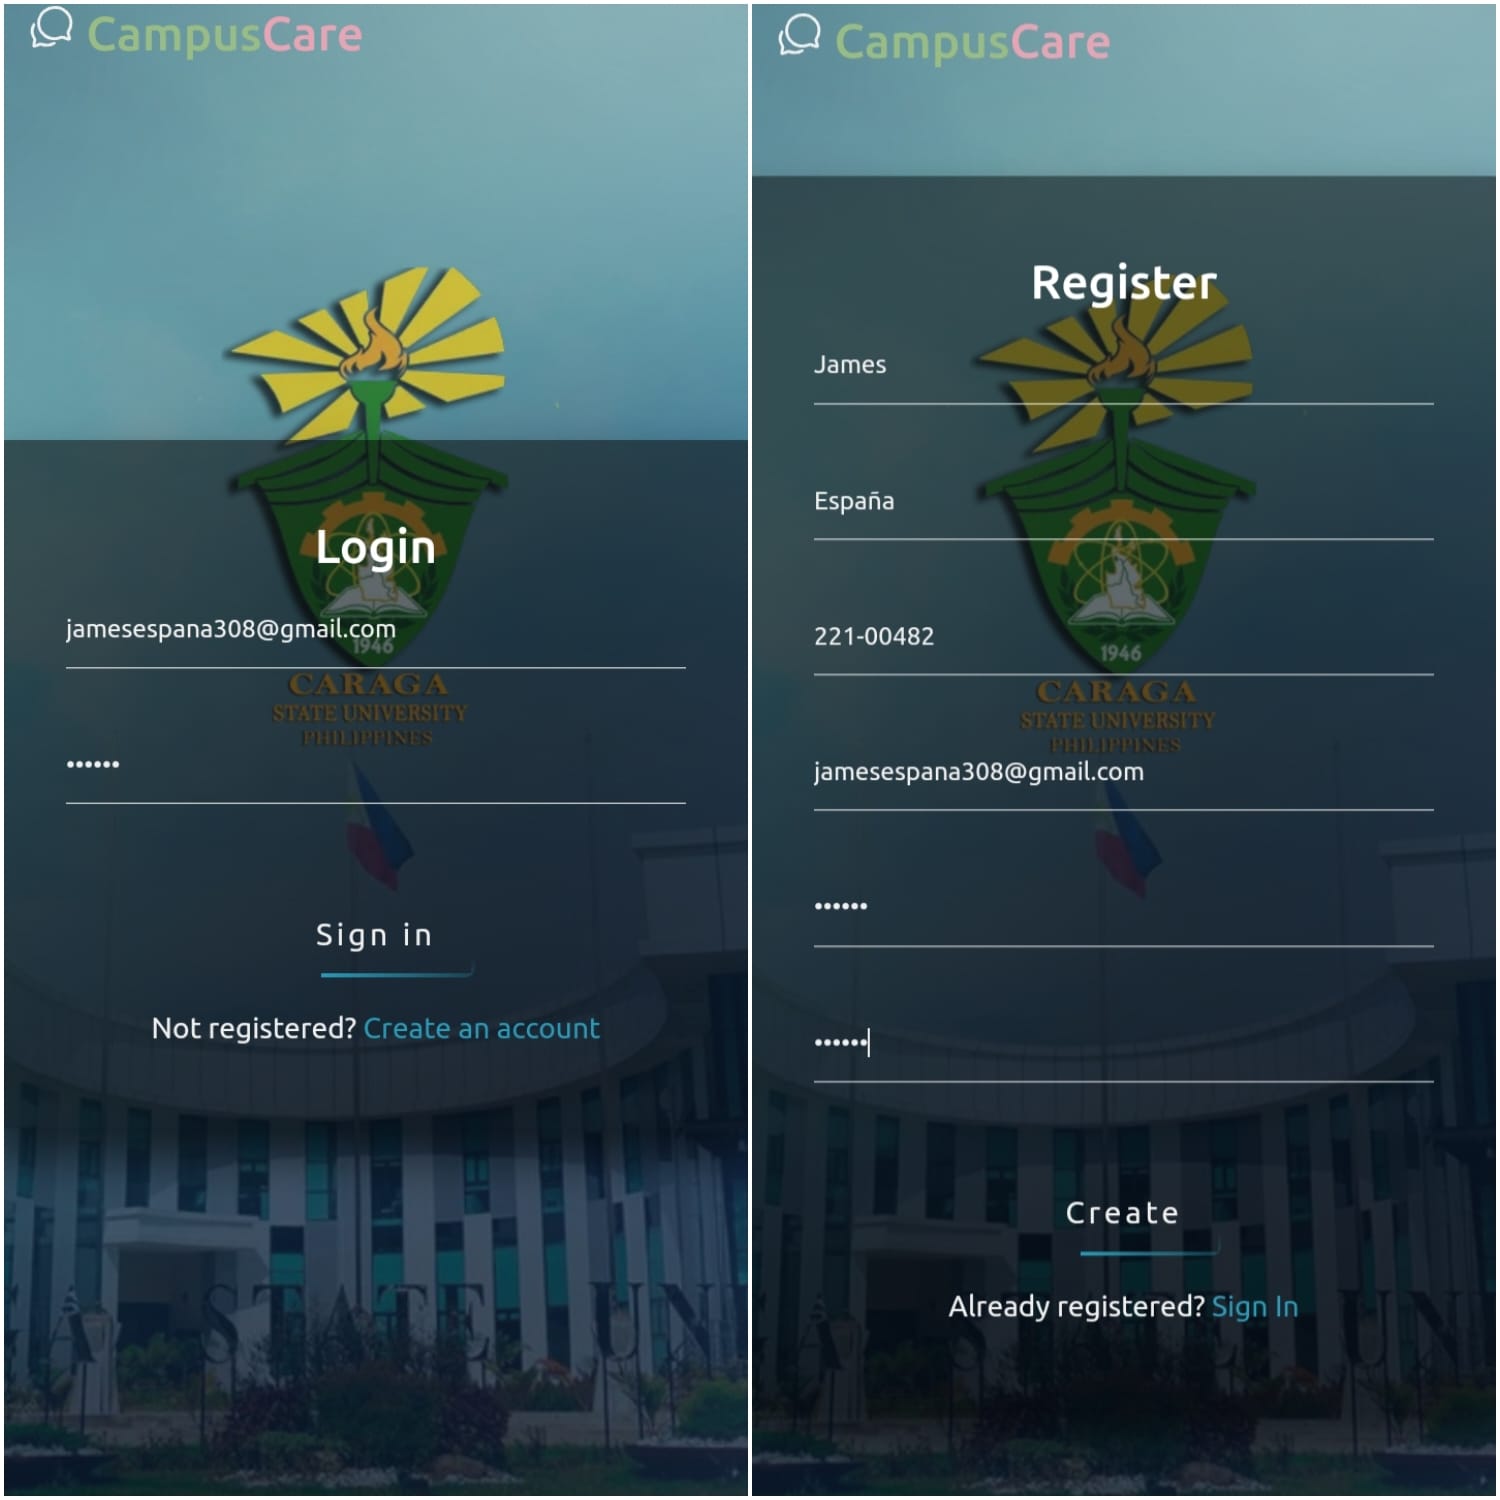 CampusCare
Login
jamesespana308@gmail.com
1946
CARAGA
STATE UNIVERSITY
PHILIPPINES
••••••
Sign in
Not registered? Create an account
STATE UN
CampusCare
Register
James
España
221-00482
1946
CARAGA
STATE UNIVERSITY
PHILIPPINES
jamesespana308@gmail.com
••••••
••••••
Create
Already registered? Sign In